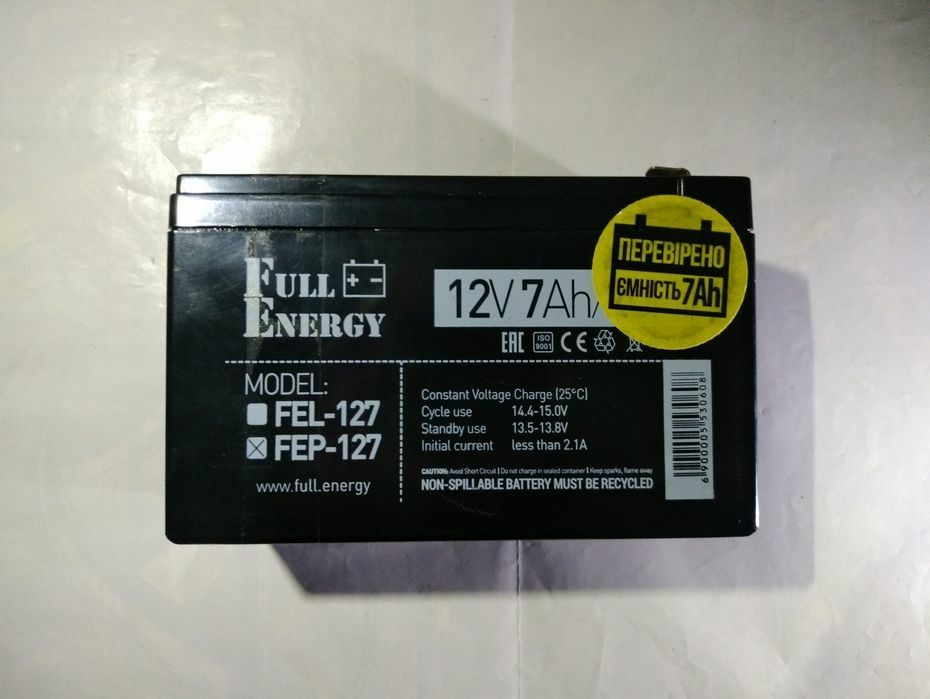 FULL
ENERGY
12V 7Ah/
ПЕРЕВІРЕНО
ЄМНІСТЬ 7Ah
EAC ISO 9001 CE
MODEL:
FEL-127
FEP-127
www.full.energy
Constant Voltage Charge (25°C)
Cycle use 14.4-15.0V
Standby use 13.5-13.8V
Initial current less than 2.1A
CAUTION: Avoid Short Circuit | Do not charge in sealed container | Keep sparks, flame away
NON-SPILLABLE BATTERY MUST BE RECYCLED
6 900005 530608